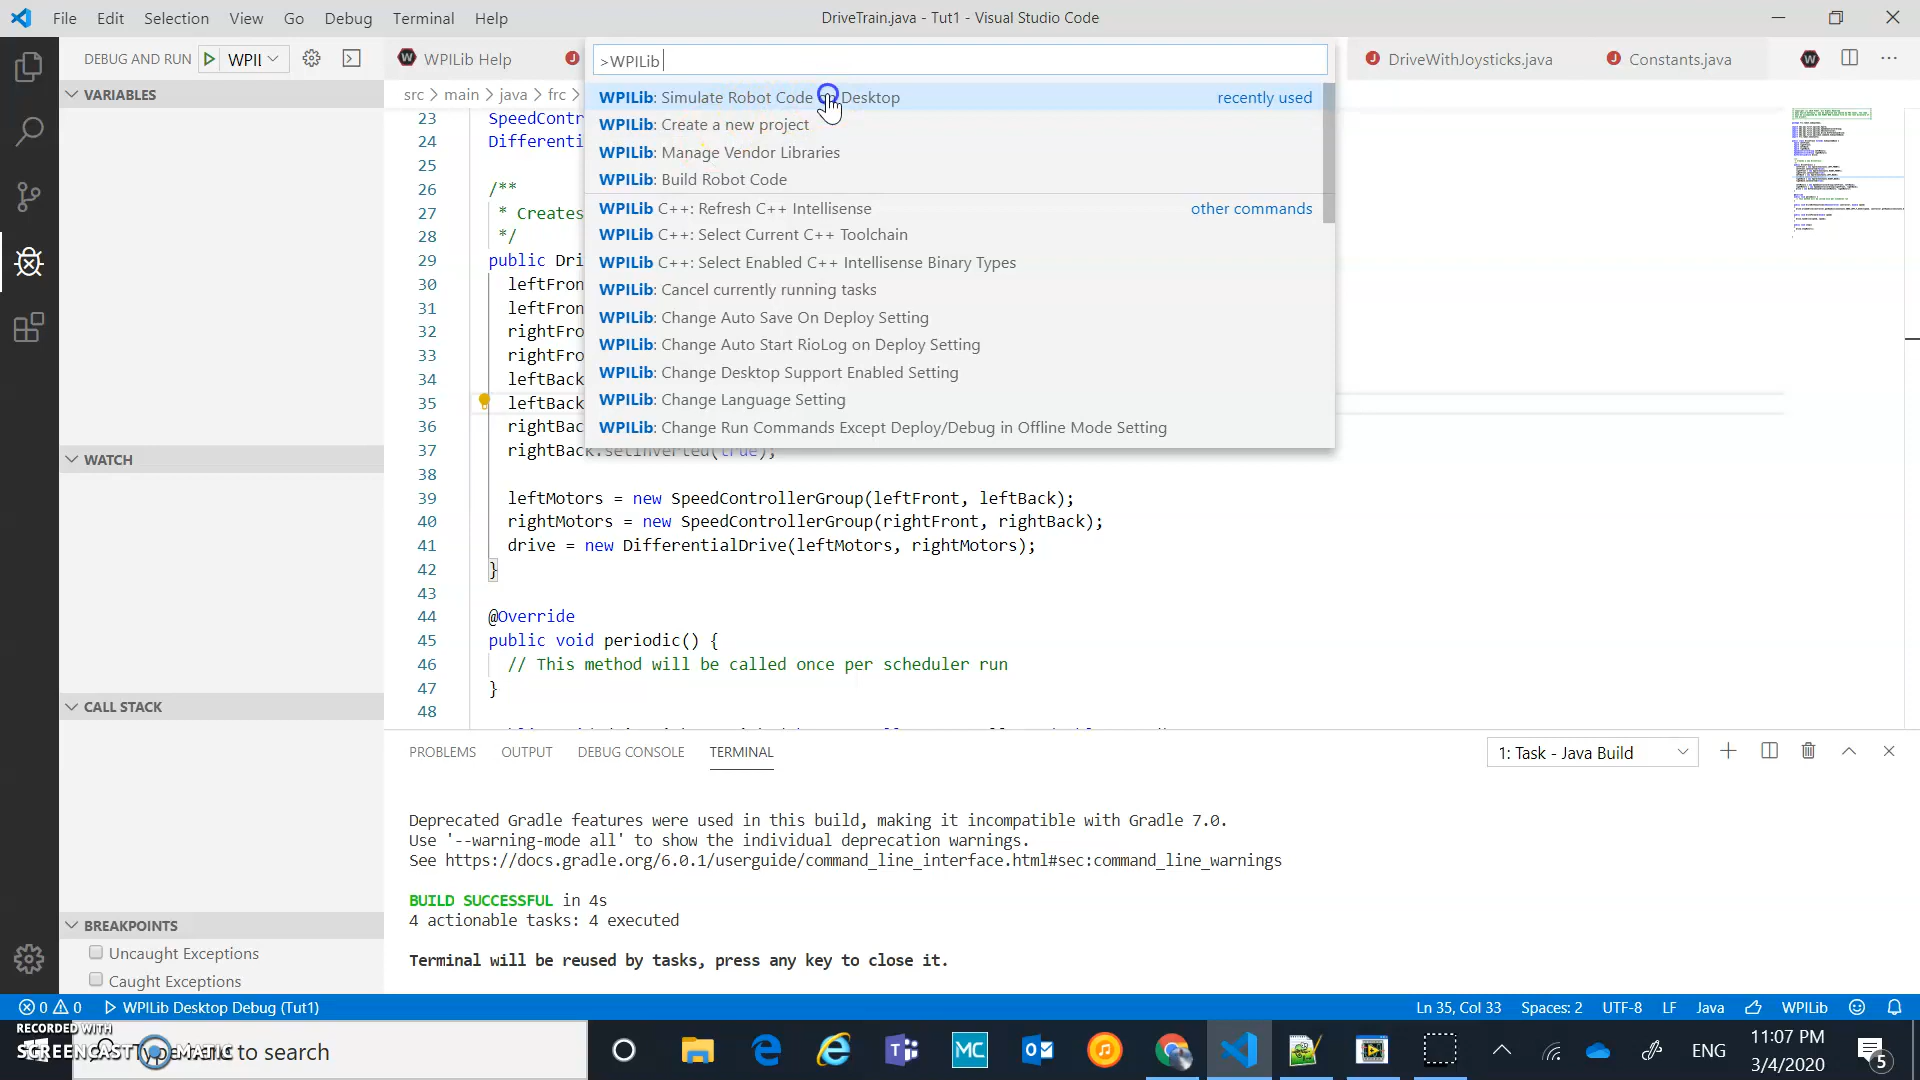 File Edit Selection View Go Debug Terminal Help
DriveTrain.java - Tut1 - Visual Studio Code
DEBUG AND RUN
WPII
WPILib Help
>WPILib
DriveWithJoysticks.java
Constants.java
VARIABLES
src > main > java > frc >
WPILib: Simulate Robot Code on Desktop recently used
WPILib: Create a new project
WPILib: Manage Vendor Libraries
WPILib: Build Robot Code
WPILib C++: Refresh C++ Intellisense other commands
WPILib C++: Select Current C++ Toolchain
WPILib C++: Select Enabled C++ Intellisense Binary Types
WPILib: Cancel currently running tasks
WPILib: Change Auto Save On Deploy Setting
WPILib: Change Auto Start RioLog on Deploy Setting
WPILib: Change Desktop Support Enabled Setting
WPILib: Change Language Setting
WPILib: Change Run Commands Except Deploy/Debug in Offline Mode Setting
23 SpeedContr
24 Differenti
25
26 /**
27 * Creates
28 */
29 public Dri
30 leftFron
31 leftFron
32 rightFro
33 rightFro
34 leftBack
35 leftBack
36 rightBac
37 rightBack.setInverted(true);
38
39 leftMotors = new SpeedControllerGroup(leftFront, leftBack);
40 rightMotors = new SpeedControllerGroup(rightFront, rightBack);
41 drive = new DifferentialDrive(leftMotors, rightMotors);
42 }
43
44 @Override
45 public void periodic() {
46 // This method will be called once per scheduler run
47 }
48
WATCH
CALL STACK
BREAKPOINTS
Uncaught Exceptions
Caught Exceptions
PROBLEMS OUTPUT DEBUG CONSOLE TERMINAL
1: Task - Java Build
Deprecated Gradle features were used in this build, making it incompatible with Gradle 7.0.
Use '--warning-mode all' to show the individual deprecation warnings.
See https://docs.gradle.org/6.0.1/userguide/command_line_interface.html#sec:command_line_warnings
BUILD SUCCESSFUL in 4s
4 actionable tasks: 4 executed
Terminal will be reused by tasks, press any key to close it.
0 0 WPILib Desktop Debug (Tut1)
Ln 35, Col 33 Spaces: 2 UTF-8 LF Java WPILib
RECORDED WITH
SCREENCAST MATIC
Type here to search
MC
ENG
11:07 PM
3/4/2020
5